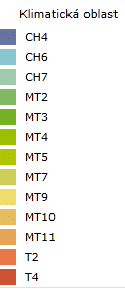 Klimatická oblast
CH4
CH6
CH7
MT2
MT3
MT4
MT5
MT7
MT9
MT10
MT11
T2
T4